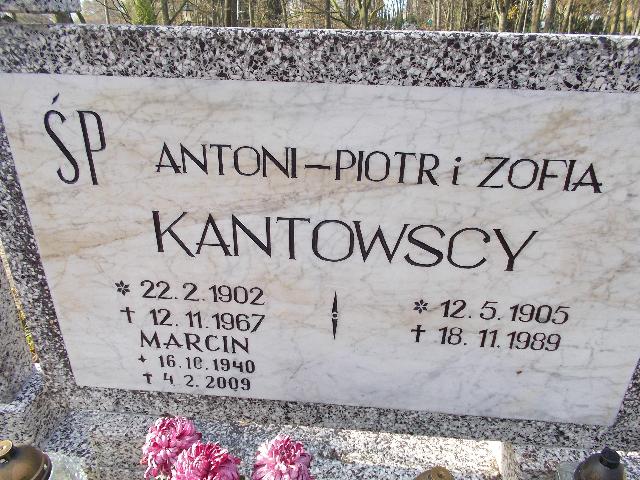 ŚP ANTONI-PIOTR i ZOFIA
KANTOWSCY
* 22.2.1902
† 12.11.1967
MARCIN
* 16.10.1940
† 4.2.2009
* 12.5.1905
† 18.11.1989